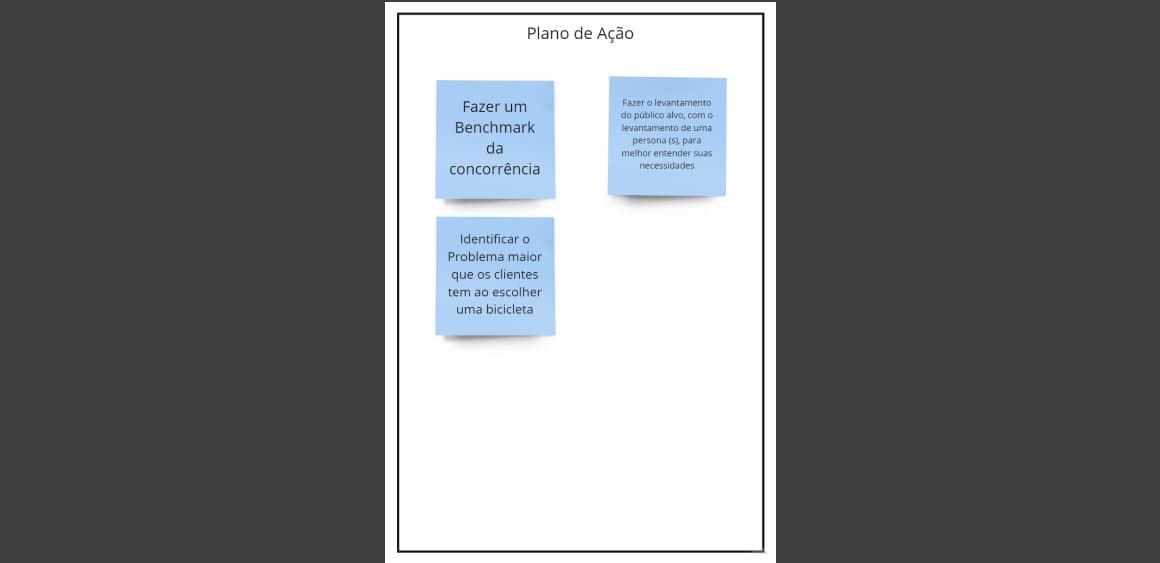 Plano de Ação
Fazer um
Benchmark
da
concorrência
Fazer o levantamento
do público alvo, com o
levantamento de uma
persona (s), para
melhor entender suas
necessidades
Identificar o
Problema maior
que os clientes
tem ao escolher
uma bicicleta